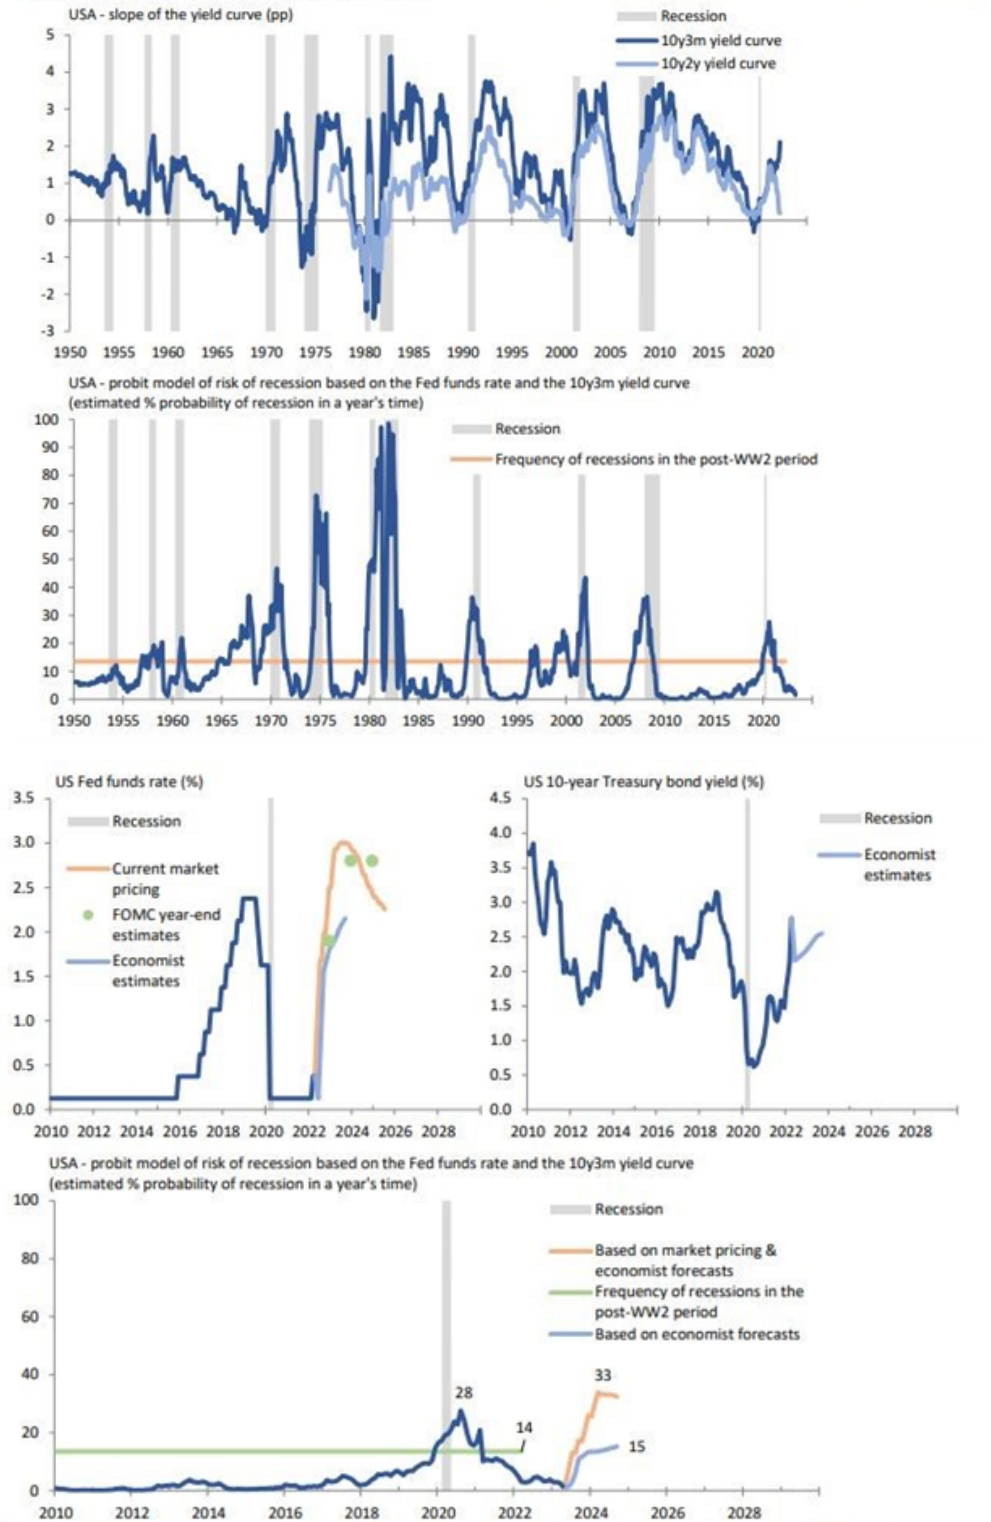 USA - slope of the yield curve (pp)
Recession
10y3m yield curve
10y2y yield curve
5
4
3
2
1
0
-1
-2
-3
1950 1955 1960 1965 1970 1975 1980 1985 1990 1995 2000 2005 2010 2015 2020
USA - probit model of risk of recession based on the Fed funds rate and the 10y3m yield curve
(estimated % probability of recession in a year's time)
Recession
Frequency of recessions in the post-WW2 period
100
90
80
70
60
50
40
30
20
10
0
1950 1955 1960 1965 1970 1975 1980 1985 1990 1995 2000 2005 2010 2015 2020
US Fed funds rate (%)
Recession
Current market
pricing
FOMC year-end
estimates
Economist
estimates
3.5
3.0
2.5
2.0
1.5
1.0
0.5
0.0
2010 2012 2014 2016 2018 2020 2022 2024 2026 2028
US 10-year Treasury bond yield (%)
Recession
Economist
estimates
4.5
4.0
3.5
3.0
2.5
2.0
1.5
1.0
0.5
0.0
2010 2012 2014 2016 2018 2020 2022 2024 2026 2028
USA - probit model of risk of recession based on the Fed funds rate and the 10y3m yield curve
(estimated % probability of recession in a year's time)
Recession
Based on market pricing &
economist forecasts
Frequency of recessions in the
post-WW2 period
Based on economist forecasts
100
80
60
40
20
0
28
14
33
15
2010 2012 2014 2016 2018 2020 2022 2024 2026 2028